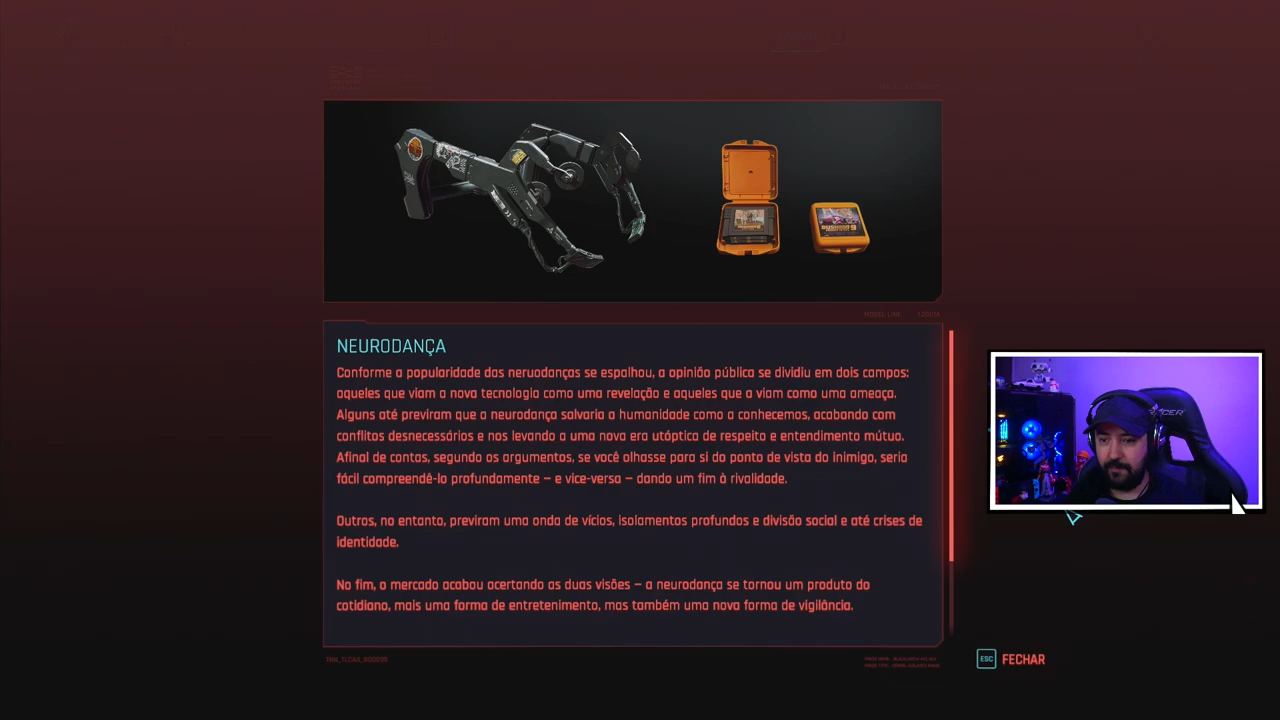 NEURODANÇA
Conforme a popularidade das neruodanças se espalhou, a opinião pública se dividiu em dois campos:
aqueles que viam a nova tecnologia como uma revelação e aqueles que a viam como uma ameaça.
Alguns até previram que a neurodança salvaria a humanidade como a conhecemos, acabando com
conflitos desnecessários e nos levando a uma nova era utóptica de respeito e entendimento mútuo.
Afinal de contas, segundo os argumentos, se você olhasse para si do ponto de vista do inimigo, seria
fácil compreendê-lo profundamente — e vice-versa — dando um fim à rivalidade.
Outros, no entanto, previram uma onda de vícios, isolamentos profundos e divisão social e até crises de
identidade.
No fim, o mercado acabou acertando as duas visões — a neurodança se tornou um produto do
cotidiano, mais uma forma de entretenimento, mas também uma nova forma de vigilância.
ESC FECHAR